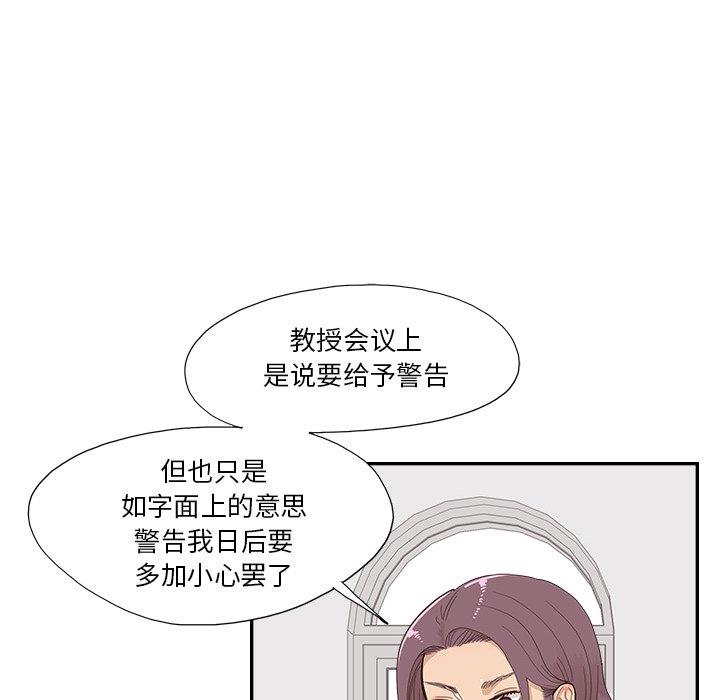 教授会议上
是说要给予警告
但也只是
如字面上的意思
警告我日后要
多加小心罢了